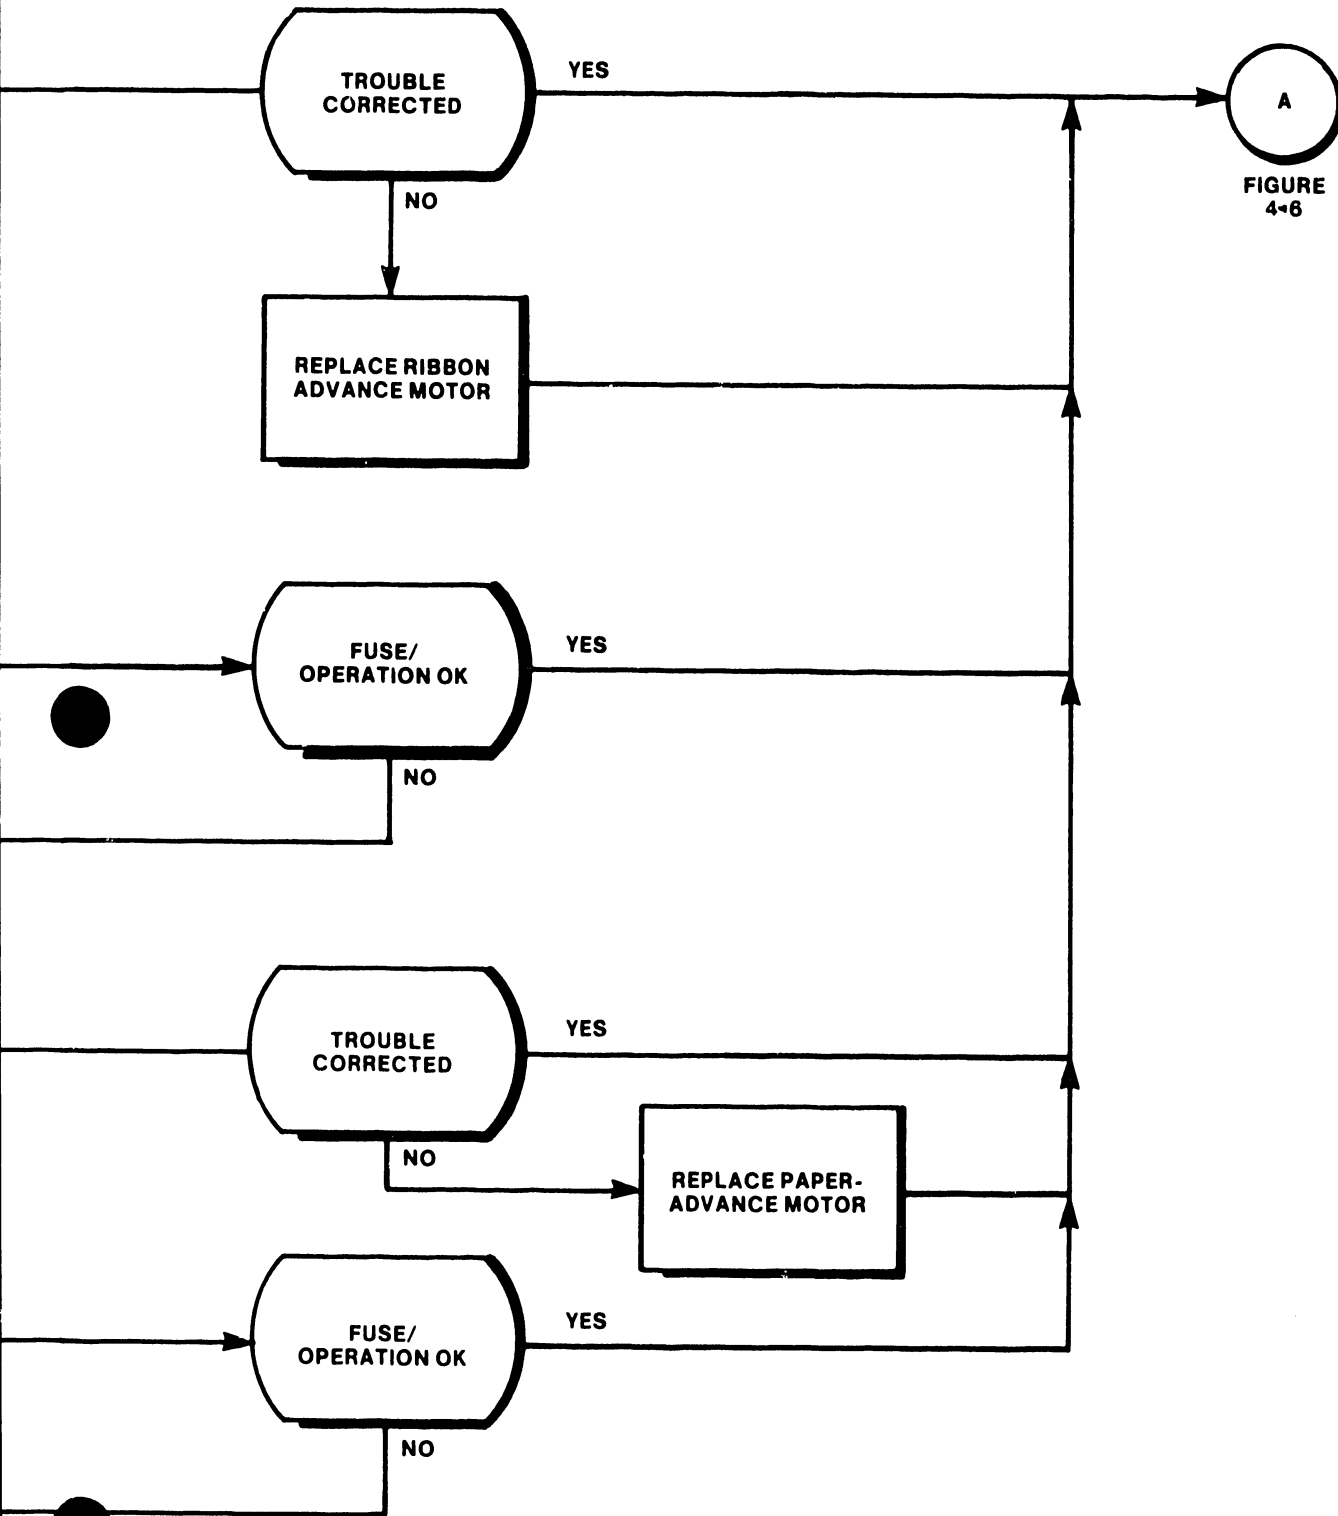 TROUBLE
CORRECTED
YES
A
FIGURE
4-6
NO
REPLACE RIBBON
ADVANCE MOTOR
FUSE/
OPERATION OK
YES
NO
TROUBLE
CORRECTED
YES
NO
REPLACE PAPER-
ADVANCE MOTOR
FUSE/
OPERATION OK
YES
NO